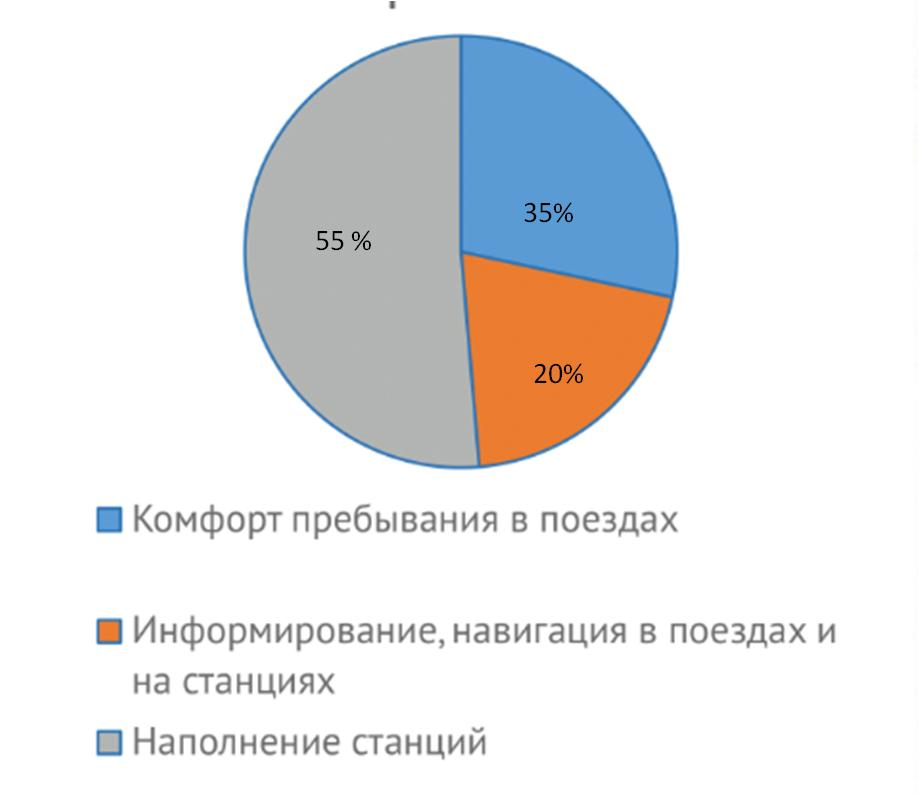 35%
55 %
20%
Комфорт пребывания в поездах
Информирование, навигация в поездах и
на станциях
Наполнение станций